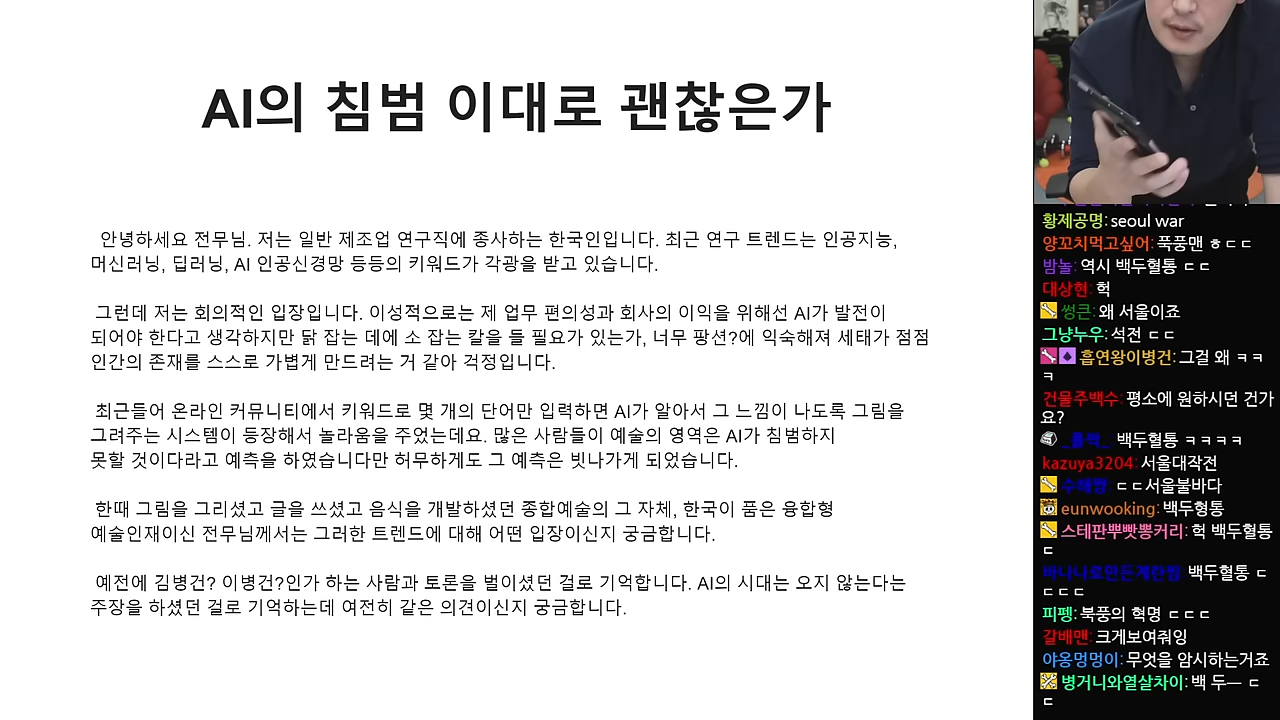 AI의 침범 이대로 괜찮은가
안녕하세요 전무님. 저는 일반 제조업 연구직에 종사하는 한국인입니다. 최근 연구 트렌드는 인공지능,
머신러닝, 딥러닝, AI 인공신경망 등등의 키워드가 각광을 받고 있습니다.
그런데 저는 회의적인 입장입니다. 이성적으로는 제 업무 편의성과 회사의 이익을 위해선 AI가 발전이
되어야 한다고 생각하지만 닭 잡는 데에 소 잡는 칼을 들 필요가 있는가, 너무 팡션?에 익숙해져 세태가 점점
인간의 존재를 스스로 가볍게 만드려는 거 같아 걱정입니다.
최근들어 온라인 커뮤니티에서 키워드로 몇 개의 단어만 입력하면 AI가 알아서 그 느낌이 나도록 그림을
그려주는 시스템이 등장해서 놀라움을 주었는데요. 많은 사람들이 예술의 영역은 AI가 침범하지
못할 것이다라고 예측을 하였습니다만 허무하게도 그 예측은 빗나가게 되었습니다.
한때 그림을 그리셨고 글을 쓰셨고 음식을 개발하셨던 종합예술의 그 자체, 한국이 품은 융합형
예술인재이신 전무님께서는 그러한 트렌드에 대해 어떤 입장이신지 궁금합니다.
예전에 김병건? 이병건?인가 하는 사람과 토론을 벌이셨던 걸로 기억합니다. AI의 시대는 오지 않는다는
주장을 하셨던 걸로 기억하는데 여전히 같은 의견이신지 궁금합니다.
황제공명: seoul war
양꼬치먹고싶어: 폭풍맨 ㅎㄷㄷ
밤놀: 역시 백두혈통 ㄷㄷ
대상현: 헉
썽큰: 왜 서울이죠
그냥누우: 석전 ㄷㄷ
흡연왕이병건: 그걸 왜 ㅋㅋ
ㅋ
건물주백수: 평소에 원하시던 건가
요?
백두혈통 ㅋㅋㅋㅋ
kazuya3204: 서울대작전
ㄷㄷ서울불바다
eunwooking: 백두형통
스테판뿌빳뽕커리: 헉 백두혈통
ㄷ
바나나로만든계란빵: 백두혈통 ㄷ
ㄷㄷㄷ
피펭: 북풍의 혁명 ㄷㄷㄷ
갈배맨: 크게보여줘잉
야옹멍멍이: 무엇을 암시하는거죠
병거니와열살차이: 백 두ㅡ ㄷ
ㄷ